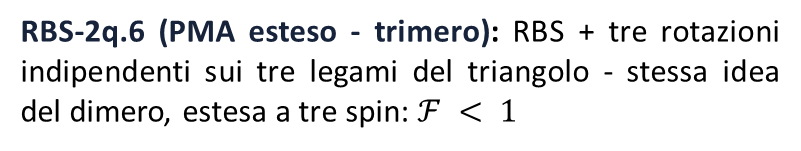 RBS-2q.6 (PMA esteso - trimero): RBS + tre rotazioni
indipendenti sui tre legami del triangolo - stessa idea
del dimero, estesa a tre spin: ℱ < 1